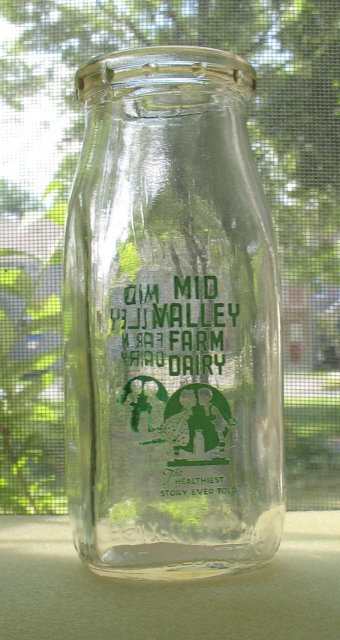 MID
VALLEY
FARM
DAIRY
The
HEALTHIEST
STORY EVER TOLD